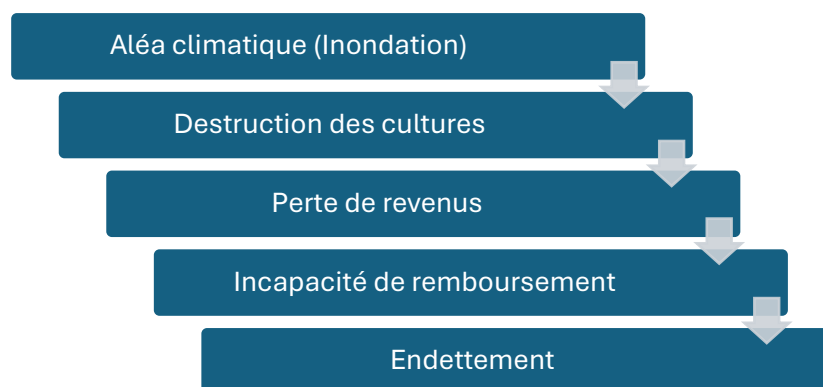 Aléa climatique (Inondation)
Destruction des cultures
Perte de revenus
Incapacité de remboursement
Endettement